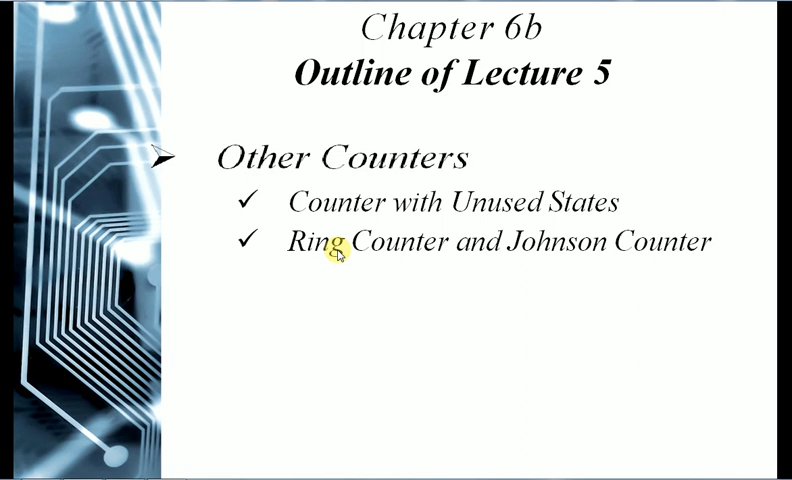 Chapter 6b
Outline of Lecture 5
Other Counters
Counter with Unused States
Ring Counter and Johnson Counter